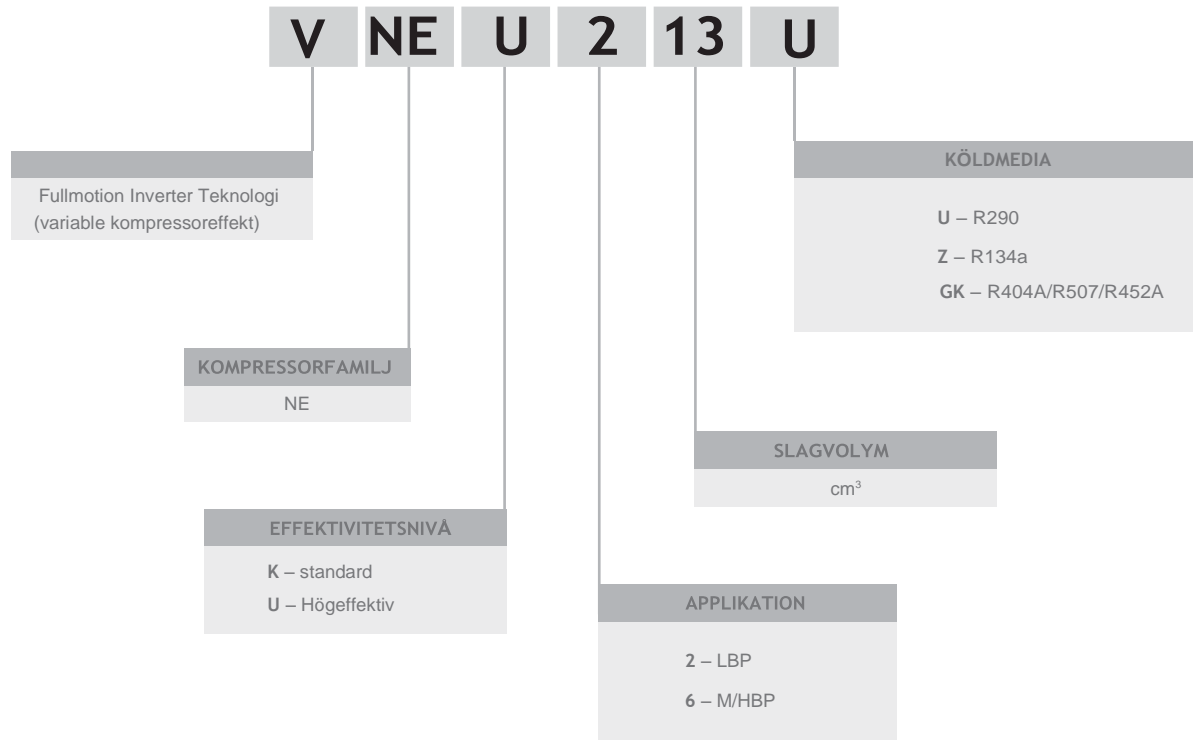 V NE U 2 13 U
Fullmotion Inverter Teknologi
(variable kompressoreffekt)
KÖLDMEDIA
U – R290
Z – R134a
GK – R404A/R507/R452A
KOMPRESSORFAMILJ
NE
SLAGVOLYM
cm³
EFFEKTIVITETSNIVÅ
K – standard
U – Högeffektiv
APPLIKATION
2 – LBP
6 – M/HBP